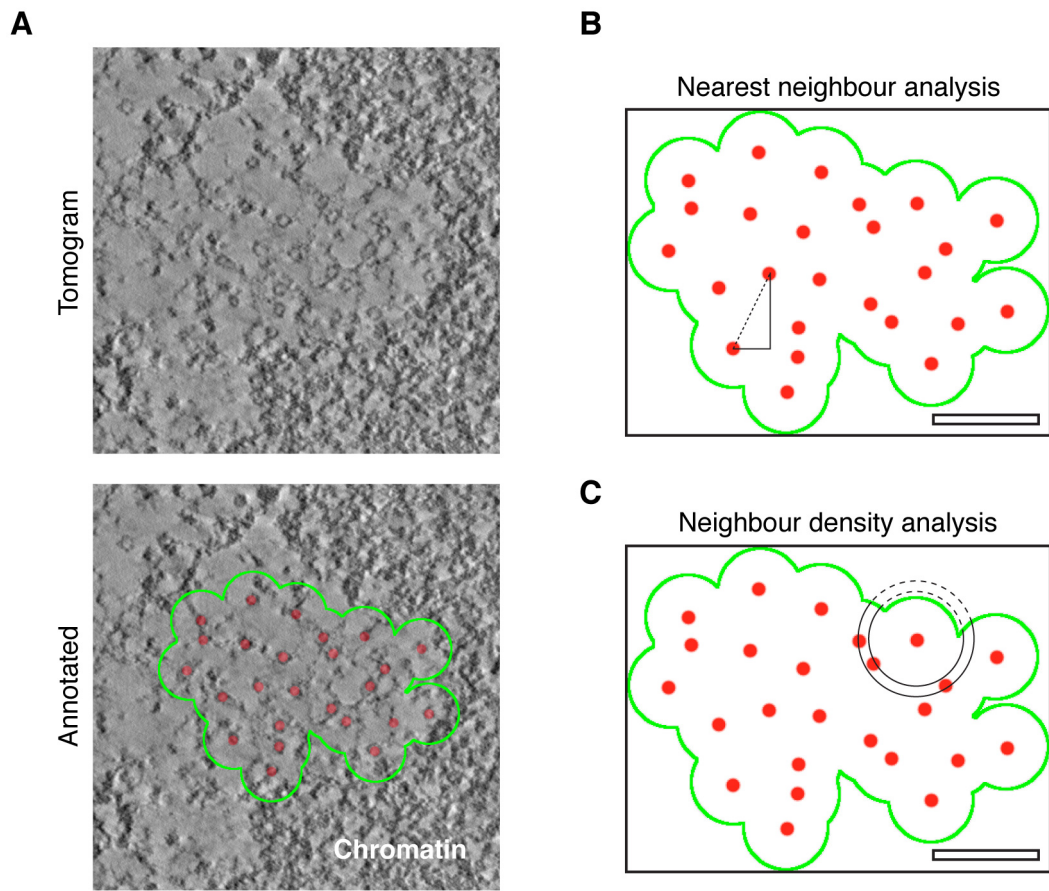 A
Tomogram
Annotated
Chromatin
B
Nearest neighbour analysis
C
Neighbour density analysis